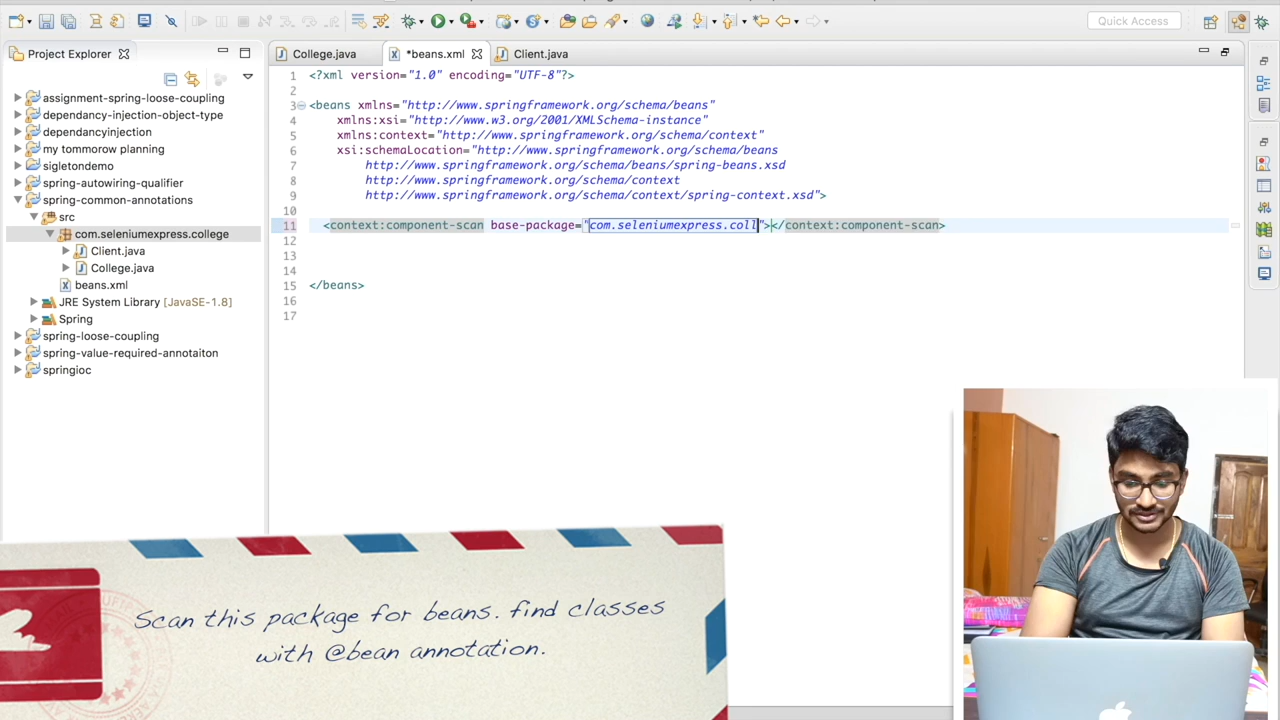 Quick Access
Project Explorer
College.java
*beans.xml
Client.java
assignment-spring-loose-coupling
dependancy-injection-object-type
dependancyinjection
my tommorow planning
sigletondemo
spring-autowiring-qualifier
spring-common-annotations
src
com.seleniumexpress.college
Client.java
College.java
beans.xml
JRE System Library [JavaSE-1.8]
Spring
spring-loose-coupling
spring-value-required-annotaiton
springioc
1 <?xml version="1.0" encoding="UTF-8"?>
2
3 <beans xmlns="http://www.springframework.org/schema/beans"
4 xmlns:xsi="http://www.w3.org/2001/XMLSchema-instance"
5 xmlns:context="http://www.springframework.org/schema/context"
6 xsi:schemaLocation="http://www.springframework.org/schema/beans
7 http://www.springframework.org/schema/beans/spring-beans.xsd
8 http://www.springframework.org/schema/context
9 http://www.springframework.org/schema/context/spring-context.xsd">
10
11 <context:component-scan base-package="com.seleniumexpress.coll"></context:component-scan>
12
13
14
15 </beans>
16
17
Scan this package for beans. find classes
with @bean annotation.